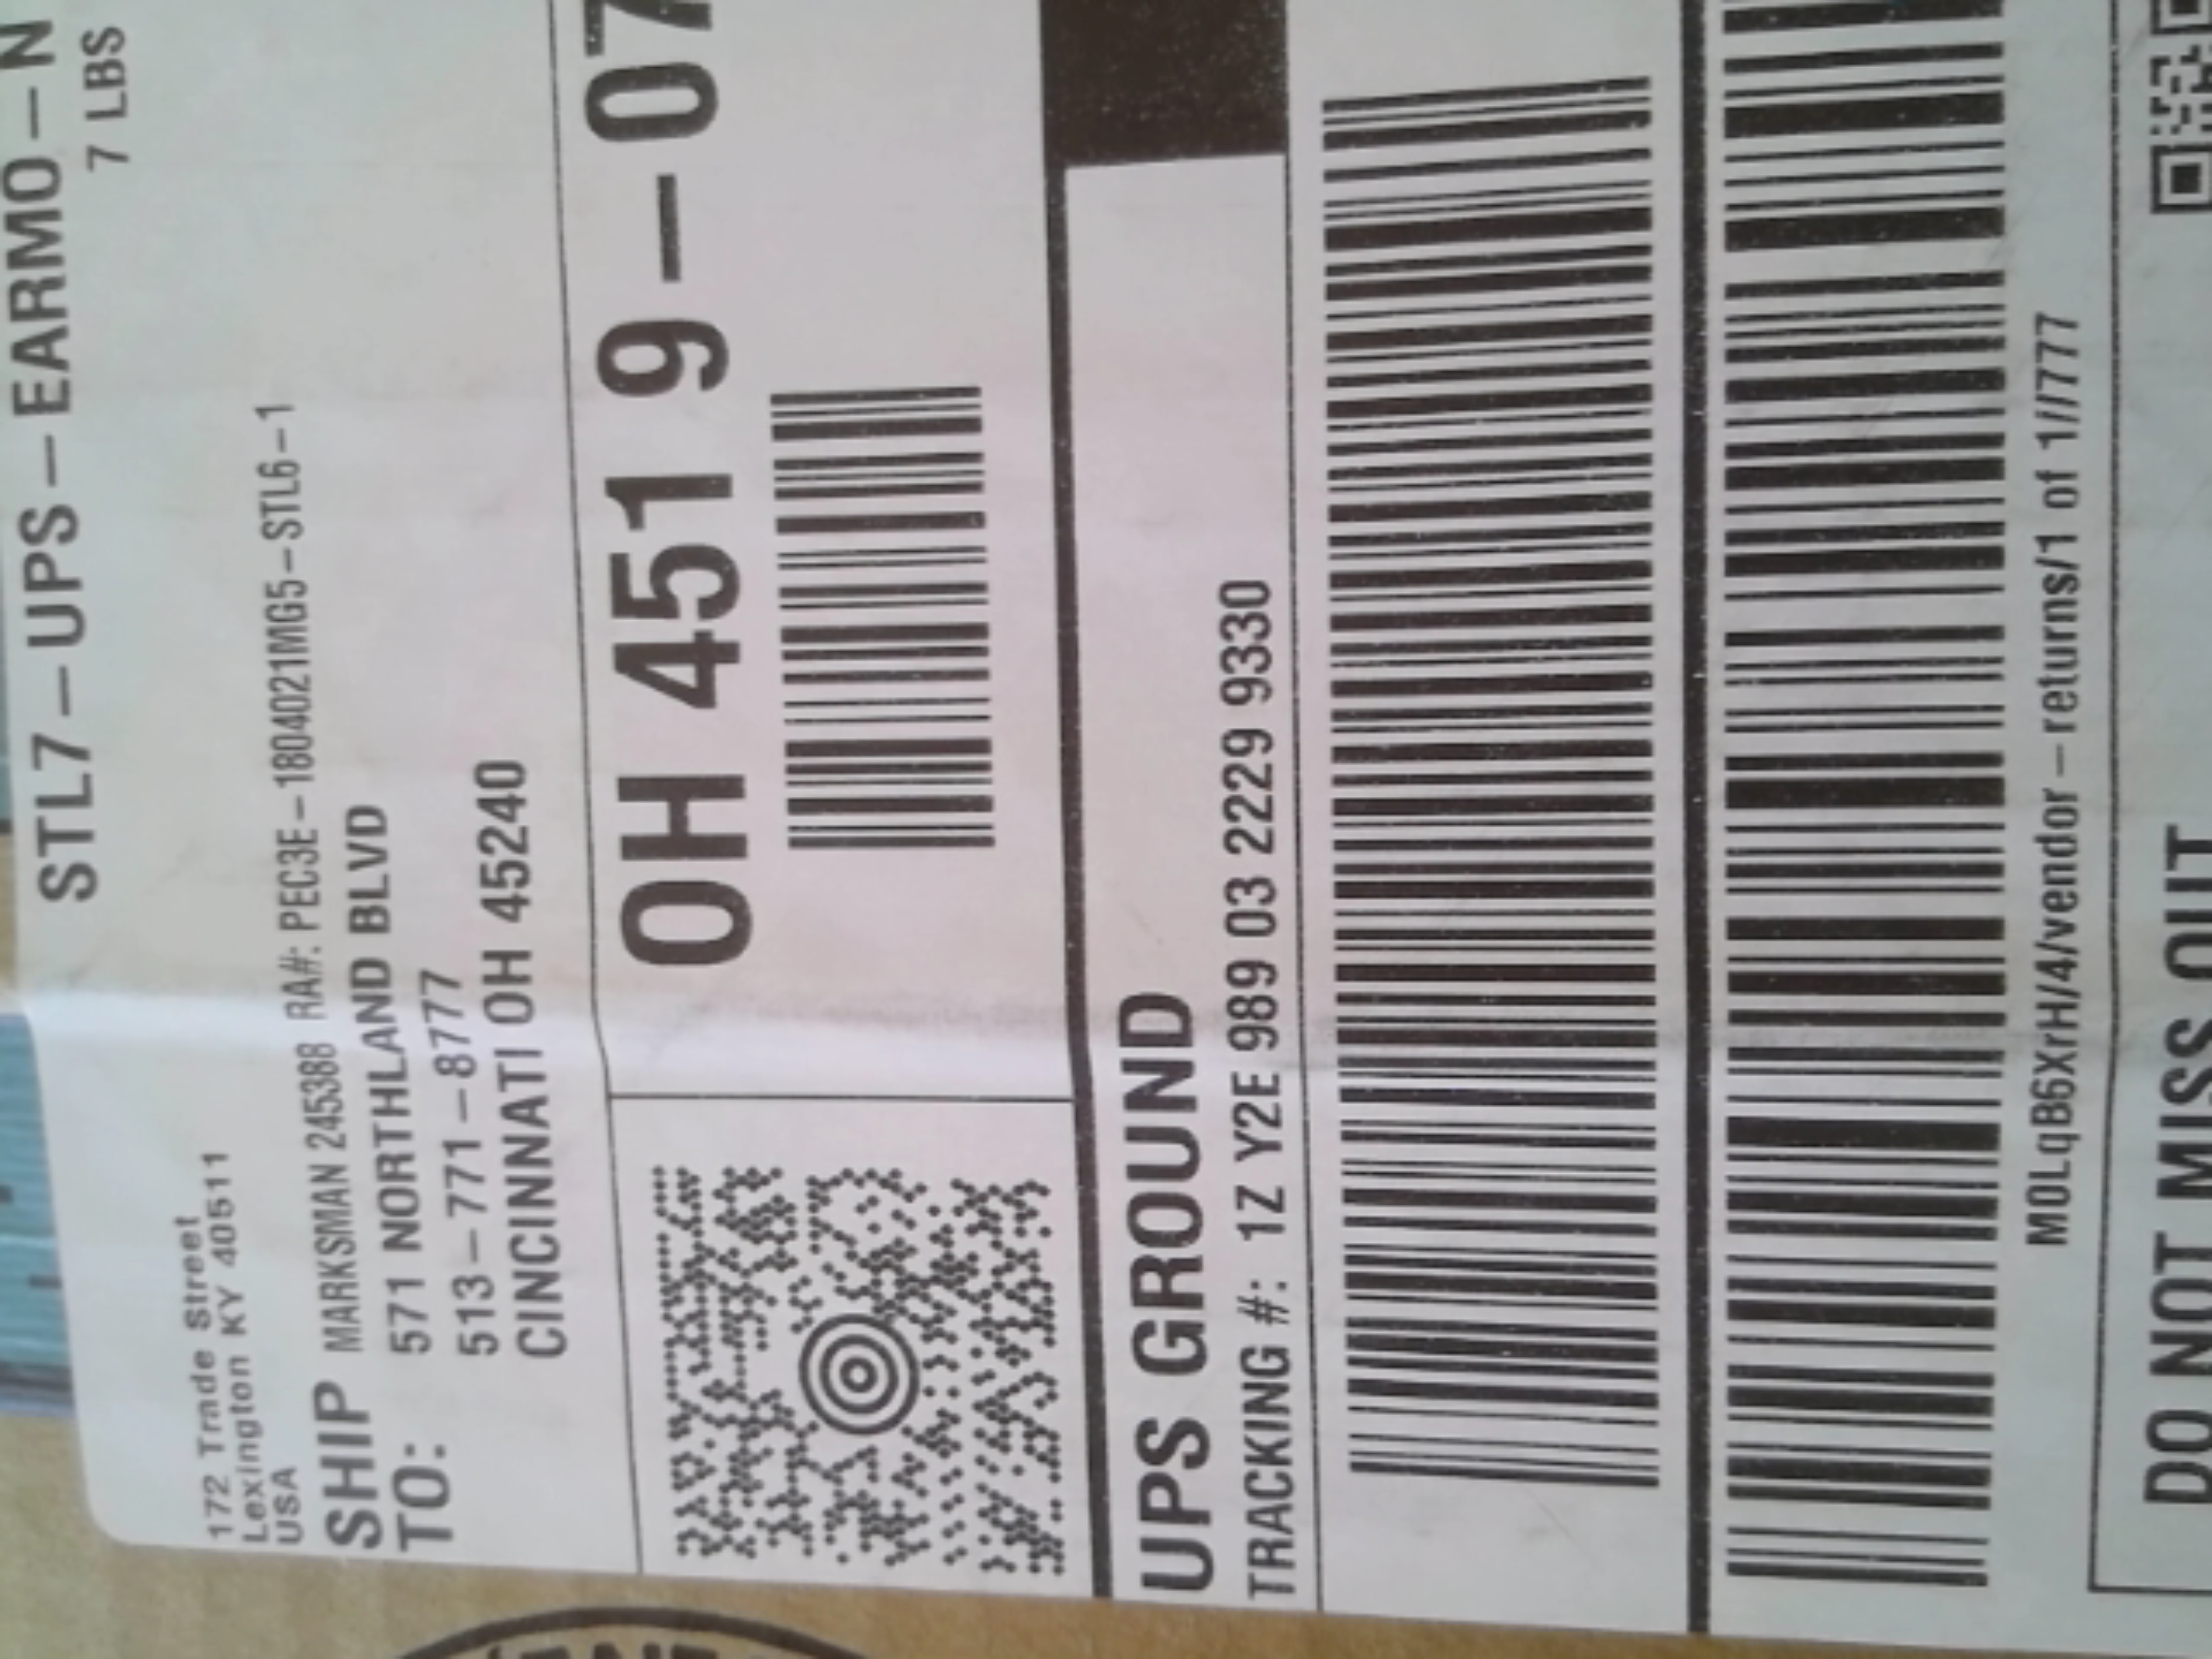 STL7-UPS-EARMO-N
7 LBS
172 Trade Street
Lexington KY 40511
USA
SHIP TO:
MARKSMAN 245388 RA#: PEC3E-1804021MG5-STL6-1
571 NORTHLAND BLVD
513-771-8777
CINCINNATI OH 45240
OH 451 9-07
UPS GROUND
TRACKING #: 1Z Y2E 989 03 2229 9330
M0LqB6XrH/4/vendor-returns/1 of 1//777
DO NOT MISS OUT